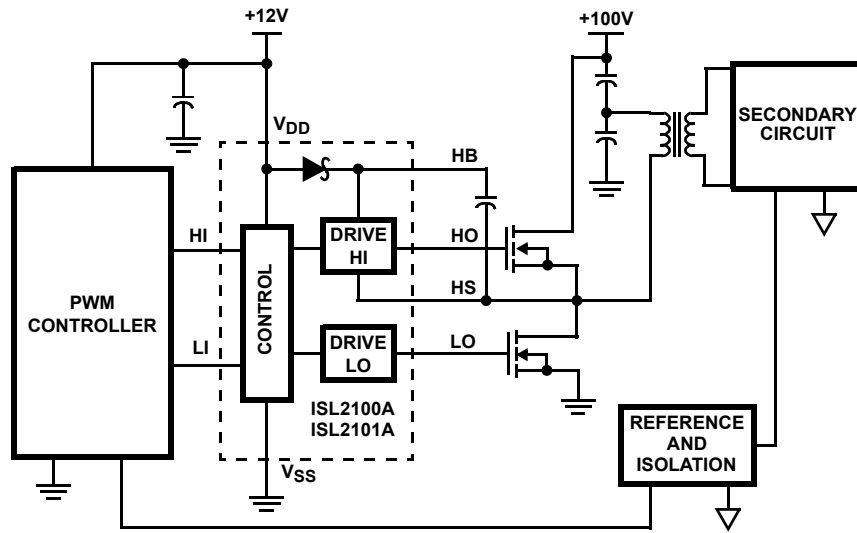 +12V
+100V
VDD
HB
SECONDARY
CIRCUIT
HI
DRIVE
HI
HO
HS
PWM
CONTROLLER
CONTROL
LI
DRIVE
LO
LO
ISL2100A
ISL2101A
REFERENCE
AND
ISOLATION
VSS